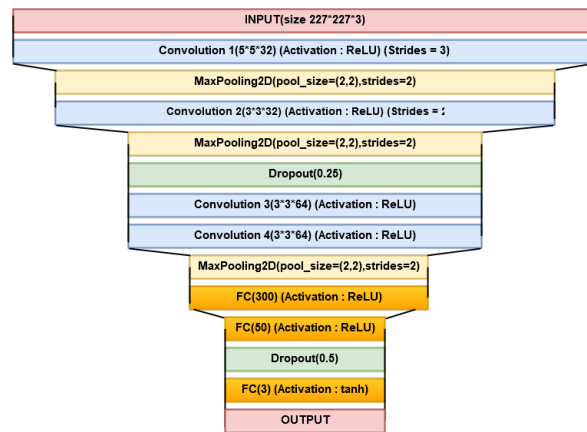 INPUT(size 227*227*3)
Convolution 1(5*5*32) (Activation : ReLU) (Strides = 3)
MaxPooling2D(pool_size=(2,2),strides=2)
Convolution 2(3*3*32) (Activation : ReLU) (Strides =
MaxPooling2D(pool_size=(2,2),strides=2)
Dropout(0.25)
Convolution 3(3*3*64) (Activation : ReLU)
Convolution 4(3*3*64) (Activation : ReLU)
MaxPooling2D(pool_size=(2,2),strides=2)
FC(300) (Activation : ReLU)
FC(50) (Activation : ReLU)
Dropout(0.5)
FC(3) (Activation : tanh)
OUTPUT